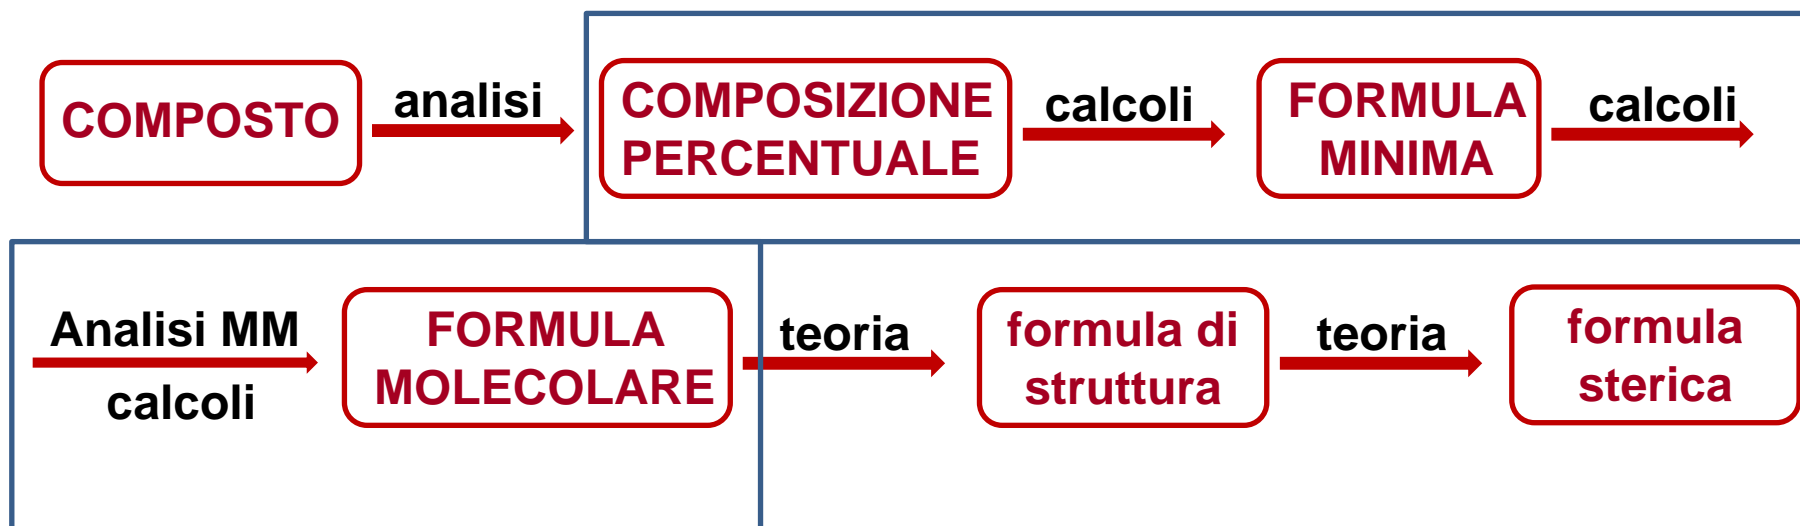 COMPOSTO
analisi
COMPOSIZIONE
PERCENTUALE
calcoli
FORMULA
MINIMA
calcoli
Analisi MM
calcoli
FORMULA
MOLECOLARE
teoria
formula di
struttura
teoria
formula
sterica